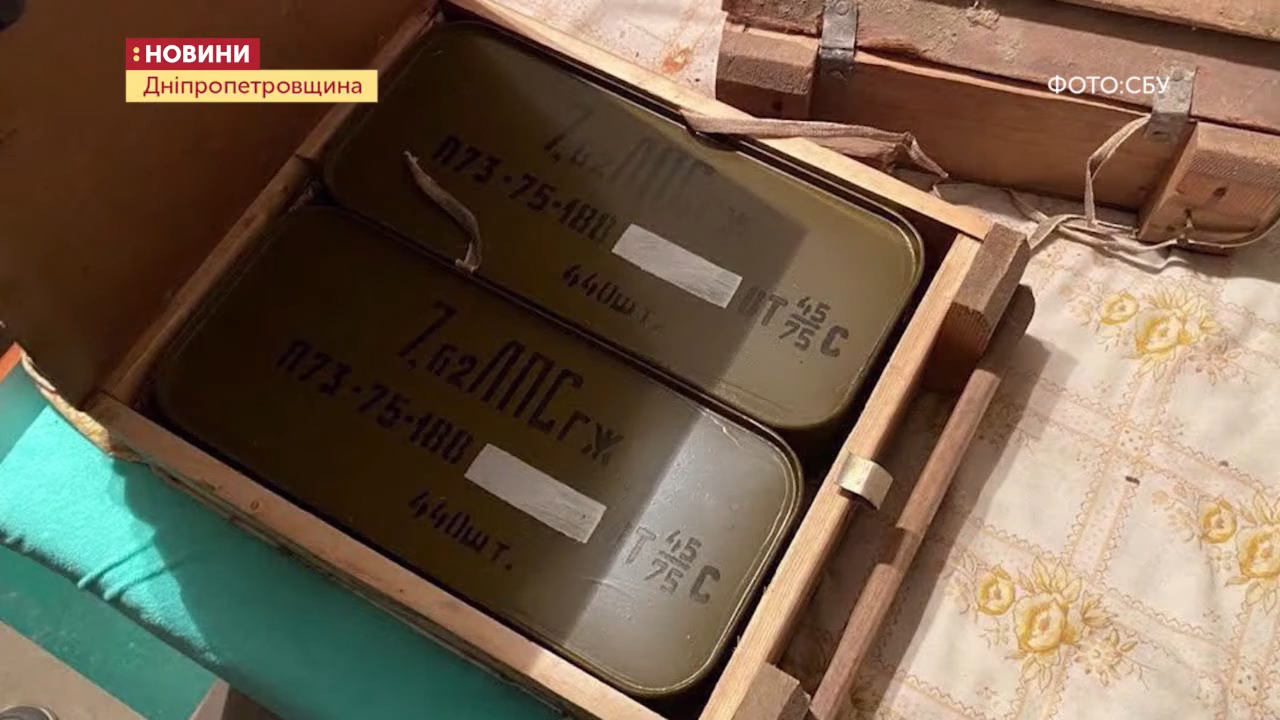 :НОВИНИ
Дніпропетровщина
ФОТО:СБУ
7,62ЛПСгж
П73-75-188
440шт.
ОТ 45/75 С
7,62ЛПСгж
П73-75-188
440шт.
Т 45/75 С